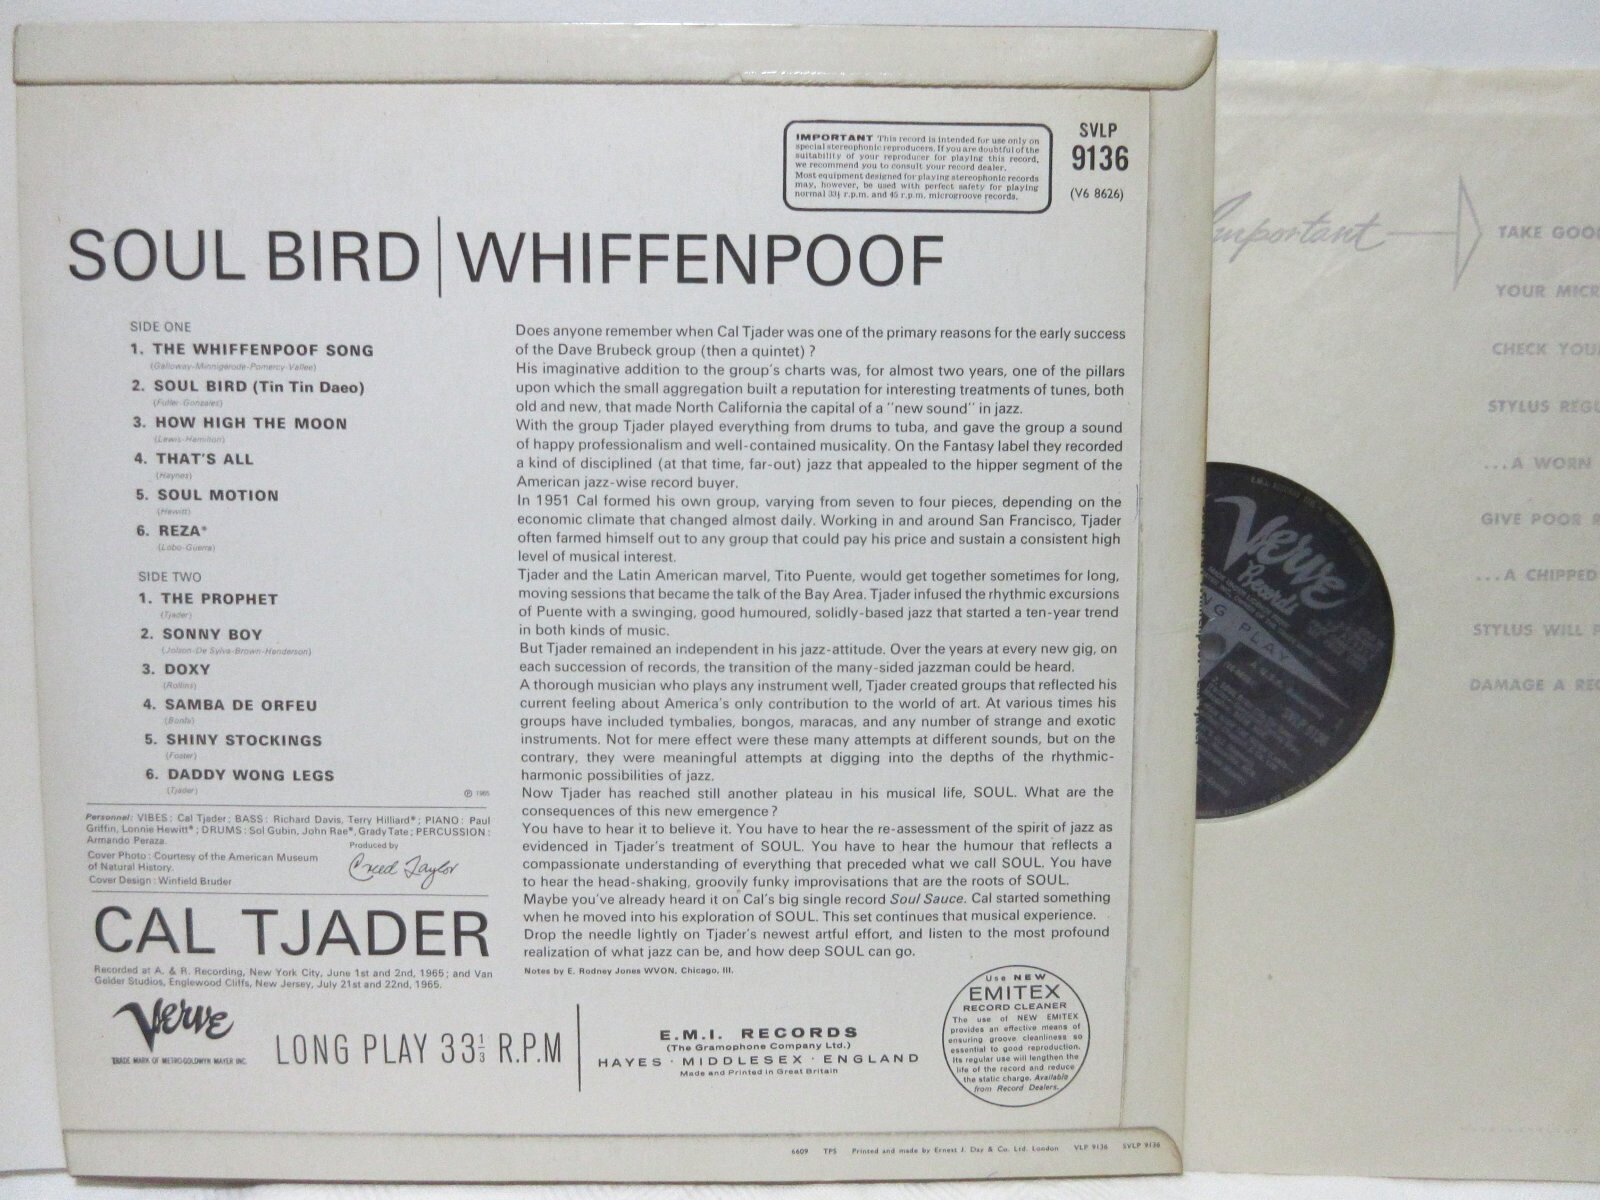 IMPORTANT This record is intended for use only on
special stereophonic reproducers. If you are doubtful of the
suitability of your reproducer for playing this record,
we recommend you to consult your record dealer.
Most equipment designed for playing stereophonic records
may, however, be used with perfect safety for playing
normal 33⅓ r.p.m. and 45 r.p.m. microgroove records.
SVLP
9136
(V6 8626)
SOUL BIRD | WHIFFENPOOF
SIDE ONE
1. THE WHIFFENPOOF SONG
(Galloway-Minnigerode-Pomercy-Vallee)
2. SOUL BIRD (Tin Tin Daeo)
(Fuller-Gonzales)
3. HOW HIGH THE MOON
(Lewis-Hamilton)
4. THAT'S ALL
(Haynes)
5. SOUL MOTION
(Hewitt)
6. REZA*
(Lobo-Guerra)
SIDE TWO
1. THE PROPHET
(Tjader)
2. SONNY BOY
(Jolson-De Sylva-Brown-Henderson)
3. DOXY
(Rollins)
4. SAMBA DE ORFEU
(Bonfa)
5. SHINY STOCKINGS
(Foster)
6. DADDY WONG LEGS
(Tjader)
℗ 1965
Personnel: VIBES: Cal Tjader; BASS: Richard Davis, Terry Hilliard*; PIANO: Paul
Griffin, Lonnie Hewitt*; DRUMS: Sol Gubin, John Rae*, Grady Tate; PERCUSSION:
Armando Peraza.
Cover Photo: Courtesy of the American Museum
of Natural History.
Cover Design: Winfield Bruder
Produced by
Creed Taylor
CAL TJADER
Recorded at A. & R. Recording, New York City, June 1st and 2nd, 1965; and Van
Gelder Studios, Englewood Cliffs, New Jersey, July 21st and 22nd, 1965.
Does anyone remember when Cal Tjader was one of the primary reasons for the early success
of the Dave Brubeck group (then a quintet)?
His imaginative addition to the group's charts was, for almost two years, one of the pillars
upon which the small aggregation built a reputation for interesting treatments of tunes, both
old and new, that made North California the capital of a "new sound" in jazz.
With the group Tjader played everything from drums to tuba, and gave the group a sound
of happy professionalism and well-contained musicality. On the Fantasy label they recorded
a kind of disciplined (at that time, far-out) jazz that appealed to the hipper segment of the
American jazz-wise record buyer.
In 1951 Cal formed his own group, varying from seven to four pieces, depending on the
economic climate that changed almost daily. Working in and around San Francisco, Tjader
often farmed himself out to any group that could pay his price and sustain a consistent high
level of musical interest.
Tjader and the Latin American marvel, Tito Puente, would get together sometimes for long,
moving sessions that became the talk of the Bay Area. Tjader infused the rhythmic excursions
of Puente with a swinging, good humoured, solidly-based jazz that started a ten-year trend
in both kinds of music.
But Tjader remained an independent in his jazz-attitude. Over the years at every new gig, on
each succession of records, the transition of the many-sided jazzman could be heard.
A thorough musician who plays any instrument well, Tjader created groups that reflected his
current feeling about America's only contribution to the world of art. At various times his
groups have included tymbalies, bongos, maracas, and any number of strange and exotic
instruments. Not for mere effect were these many attempts at different sounds, but on the
contrary, they were meaningful attempts at digging into the depths of the rhythmic-
harmonic possibilities of jazz.
Now Tjader has reached still another plateau in his musical life, SOUL. What are the
consequences of this new emergence?
You have to hear it to believe it. You have to hear the re-assessment of the spirit of jazz as
evidenced in Tjader's treatment of SOUL. You have to hear the humour that reflects a
compassionate understanding of everything that preceded what we call SOUL. You have
to hear the head-shaking, groovily funky improvisations that are the roots of SOUL.
Maybe you've already heard it on Cal's big single record Soul Sauce. Cal started something
when he moved into his exploration of SOUL. This set continues that musical experience.
Drop the needle lightly on Tjader's newest artful effort, and listen to the most profound
realization of what jazz can be, and how deep SOUL can go.
Notes by E. Rodney Jones WVON, Chicago, Ill.
Verve
TRADE MARK OF METRO-GOLDWYN MAYER INC.
LONG PLAY 33⅓ R.P.M
E.M.I. RECORDS
(The Gramophone Company Ltd.)
HAYES · MIDDLESEX · ENGLAND
Made and Printed in Great Britain
Use NEW
EMITEX
RECORD CLEANER
The use of NEW EMITEX
provides an effective means of
ensuring groove cleanliness so
essential to good reproduction.
Its regular use will lengthen the
life of the record and reduce
the static charge. Available
from Record Dealers.
6609 TPS Printed and made by Ernest J. Day & Co. Ltd. London VLP 9136 SVLP 9136
Important
TAKE GOO
YOUR MICR
CHECK YOU
STYLUS REGU
...A WORN
GIVE POOR R
...A CHIPPED
STYLUS WILL
DAMAGE A REC
Verve
Records
NG PLAY